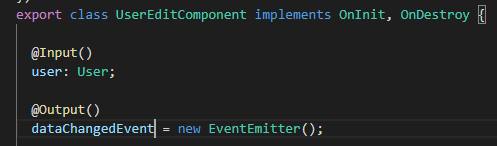 export class UserEditComponent implements OnInit, OnDestroy {
@Input()
user: User;
@Output()
dataChangedEvent = new EventEmitter();